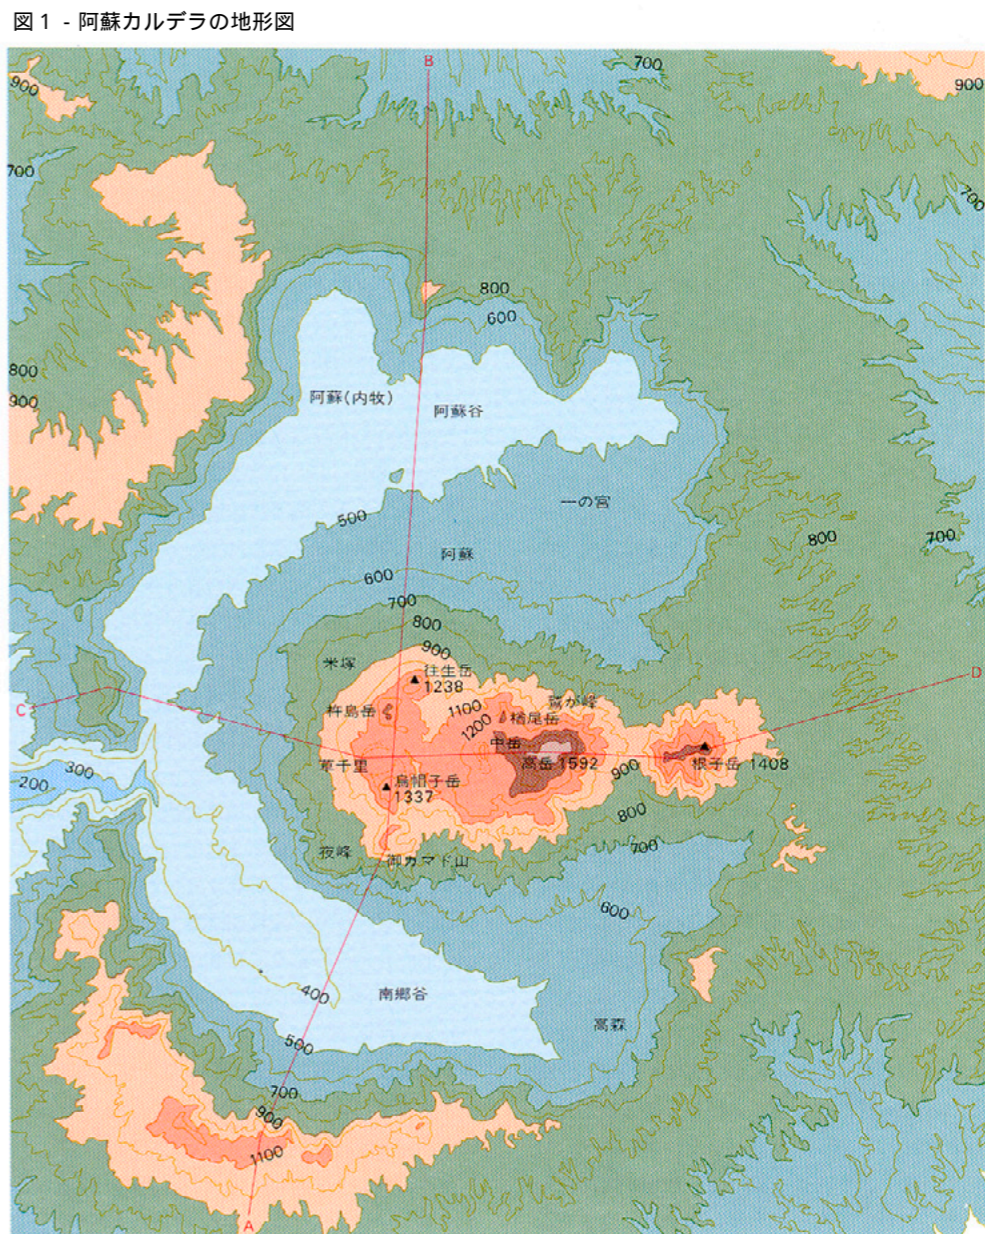 図1 - 阿蘇カルデラの地形図
B
700
900
900
700
700
800
600
800
900
阿蘇(内牧)
阿蘇谷
一の宮
500
800
700
阿蘇
600
700
800
900
米塚
往生岳
1238
D
鷲が峰
C
杵島岳
1100
楢尾岳
1200
中岳
草千里
高岳 1592
900
根子岳 1408
300
200
烏帽子岳
1337
800
700
夜峰
御カマド山
600
400
南郷谷
高森
500
700
900
1100
A